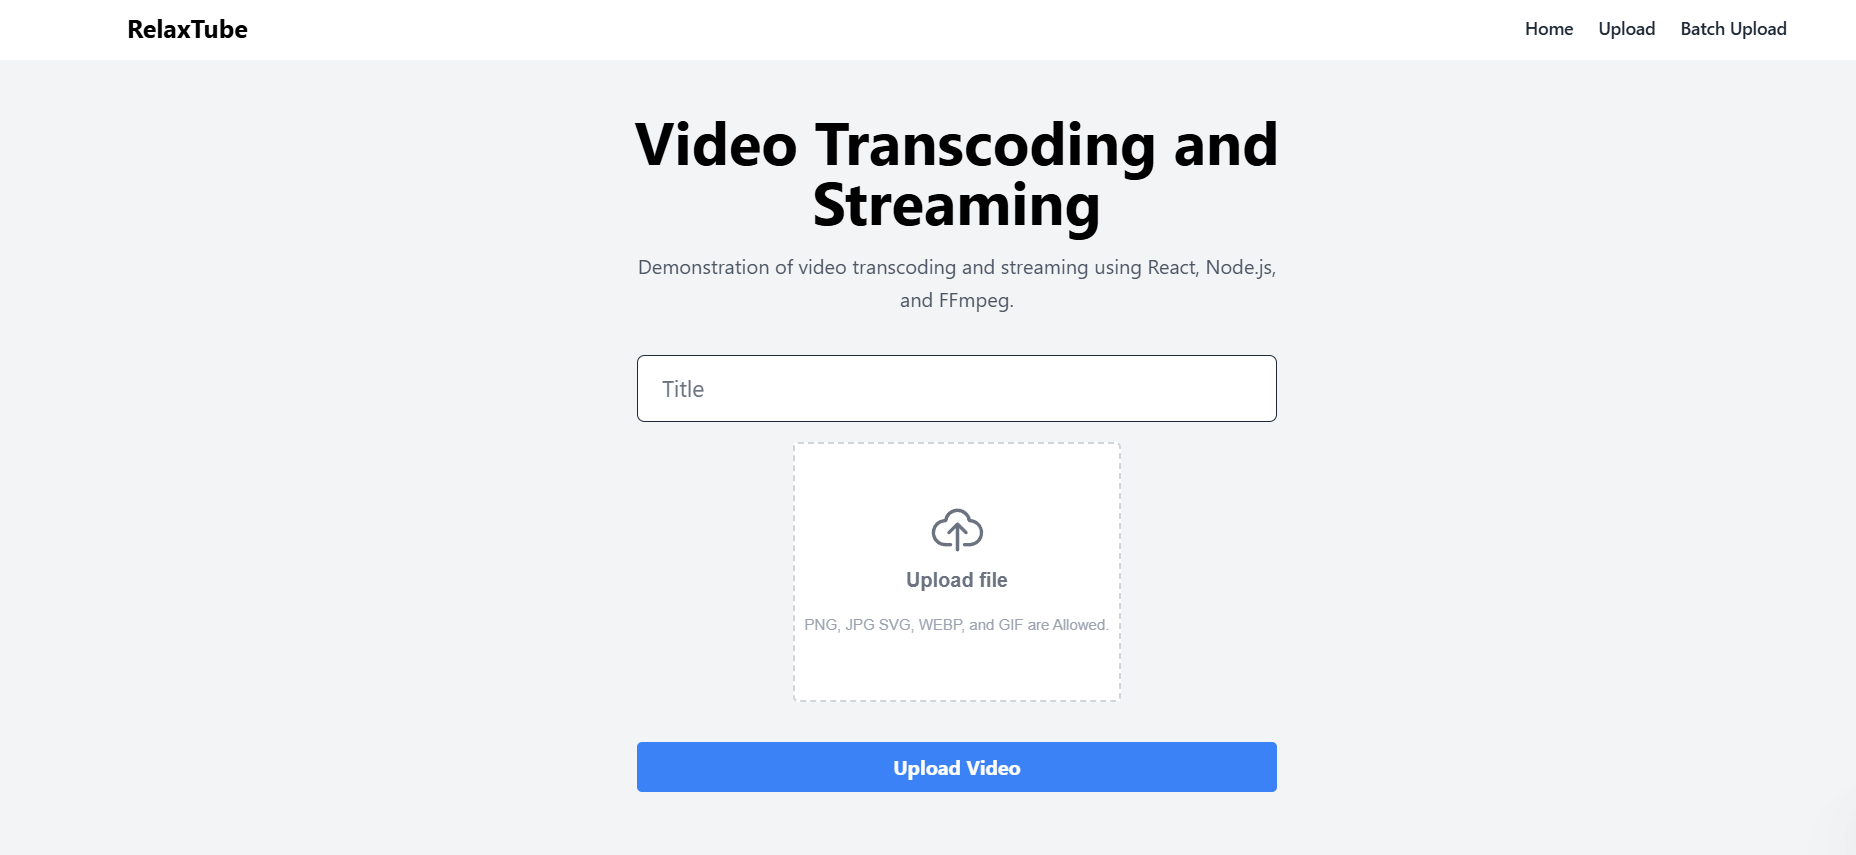 RelaxTube
Home Upload Batch Upload
Video Transcoding and
Streaming
Demonstration of video transcoding and streaming using React, Node.js,
and FFmpeg.
Title
Upload file
PNG, JPG SVG, WEBP, and GIF are Allowed.
Upload Video